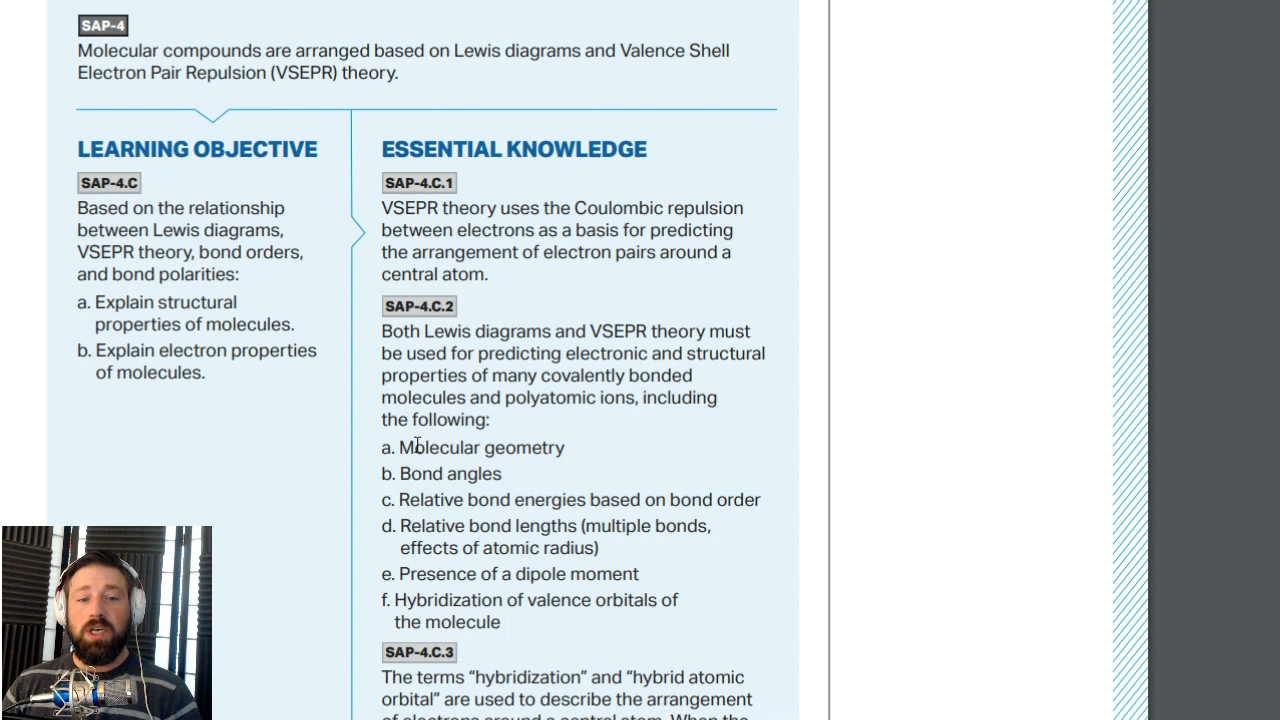 SAP-4
Molecular compounds are arranged based on Lewis diagrams and Valence Shell
Electron Pair Repulsion (VSEPR) theory.
LEARNING OBJECTIVE
SAP-4.C
Based on the relationship
between Lewis diagrams,
VSEPR theory, bond orders,
and bond polarities:
a. Explain structural
properties of molecules.
b. Explain electron properties
of molecules.
ESSENTIAL KNOWLEDGE
SAP-4.C.1
VSEPR theory uses the Coulombic repulsion
between electrons as a basis for predicting
the arrangement of electron pairs around a
central atom.
SAP-4.C.2
Both Lewis diagrams and VSEPR theory must
be used for predicting electronic and structural
properties of many covalently bonded
molecules and polyatomic ions, including
the following:
a. Molecular geometry
b. Bond angles
c. Relative bond energies based on bond order
d. Relative bond lengths (multiple bonds,
effects of atomic radius)
e. Presence of a dipole moment
f. Hybridization of valence orbitals of
the molecule
SAP-4.C.3
The terms “hybridization” and “hybrid atomic
orbital” are used to describe the arrangement
of electrons around a central atom. When the